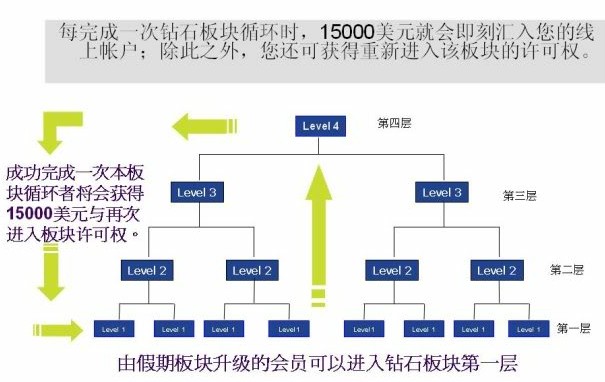 每完成一次钻石板块循环时，15000美元就会即刻汇入您的线
上帐户；除此之外，您还可获得重新进入该板块的许可权。
Level 4
第四层
成功完成一次本板
块循环者将会获得
15000美元与再次
进入板块许可权。
Level 3
Level 3
第三层
Level 2
Level 2
Level 2
Level 2
第二层
Level 1
Level 1
Level 1
Level 1
Level 1
Level 1
Level 1
Level 1
第一层
由假期板块升级的会员可以进入钻石板块第一层